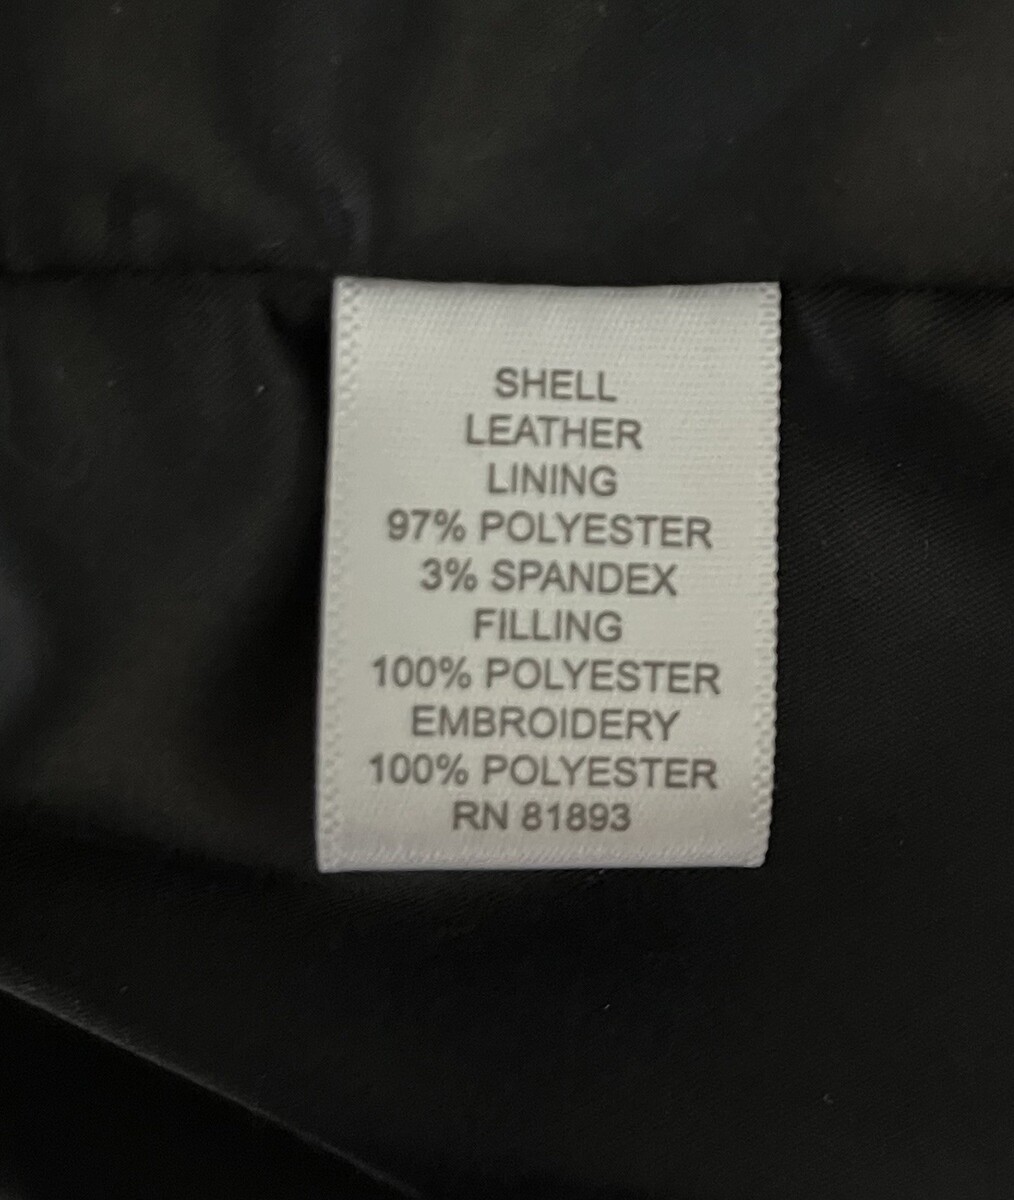 SHELL
LEATHER
LINING
97% POLYESTER
3% SPANDEX
FILLING
100% POLYESTER
EMBROIDERY
100% POLYESTER
RN 81893